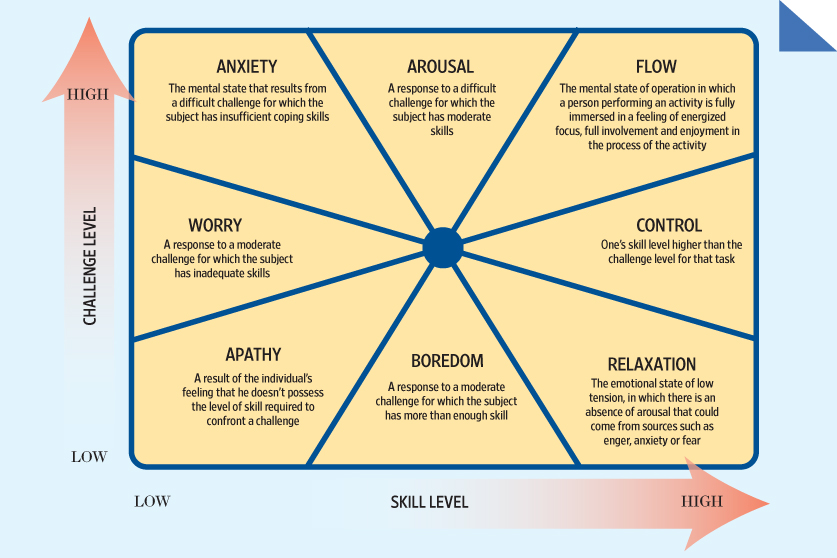 HIGH
CHALLENGE LEVEL
LOW
ANXIETY
The mental state that results from
a difficult challenge for which the
subject has insufficient coping skills
AROUSAL
A response to a difficult
challenge for which the
subject has moderate
skills
FLOW
The mental state of operation in which
a person performing an activity is fully
immersed in a feeling of energized
focus, full involvement and enjoyment in
the process of the activity
WORRY
A response to a moderate
challenge for which the subject
has inadequate skills
CONTROL
One's skill level higher than the
challenge level for that task
APATHY
A result of the individual's
feeling that he doesn't possess
the level of skill required to
confront a challenge
BOREDOM
A response to a moderate
challenge for which the subject
has more than enough skill
RELAXATION
The emotional state of low
tension, in which there is an
absence of arousal that could
come from sources such as
enger, anxiety or fear
LOW
SKILL LEVEL
HIGH